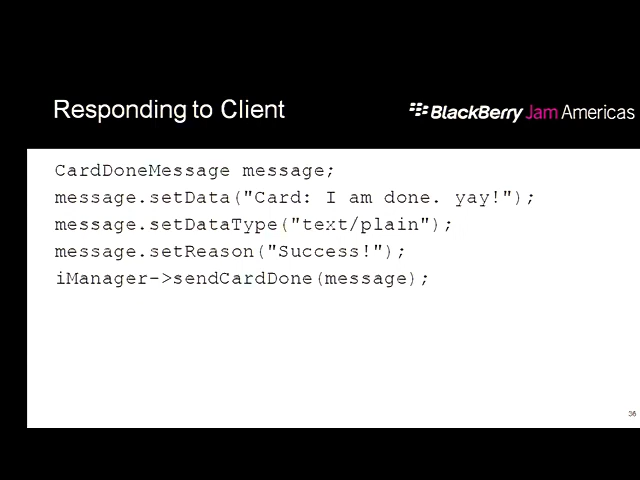 Responding to Client
BlackBerry Jam Americas
CardDoneMessage message;
message.setData("Card: I am done. yay!");
message.setDataType("text/plain");
message.setReason("Success!");
iManager->sendCardDone(message);
36